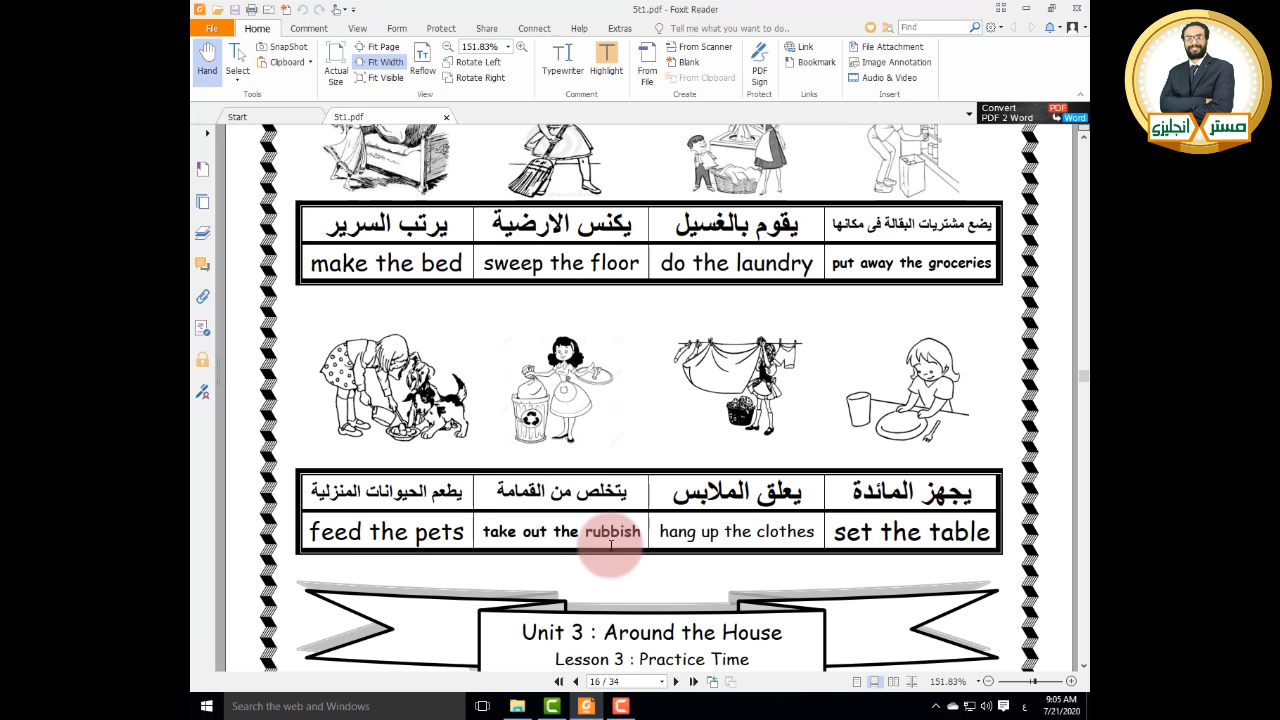 5t1.pdf - Foxit Reader
File
Home
Comment
View
Form
Protect
Share
Connect
Help
Extras
Tell me what you want to do..
Find
Hand
Select
SnapShot
Clipboard
Actual Size
Fit Page
Fit Width
Fit Visible
Reflow
151.83%
Rotate Left
Rotate Right
Typewriter
Highlight
From File
From Scanner
Blank
From Clipboard
PDF Sign
Link
Bookmark
File Attachment
Image Annotation
Audio & Video
Tools
View
Comment
Create
Protect
Links
Insert
Start
5t1.pdf
Convert PDF
PDF 2 Word Word
مستر X انجليزي
يرتب السرير
يكنس الارضية
يقوم بالغسيل
يضع مشتريات البقالة فى مكانها
make the bed
sweep the floor
do the laundry
put away the groceries
يطعم الحيوانات المنزلية
يتخلص من القمامة
يعلق الملابس
يجهز المائدة
feed the pets
take out the rubbish
hang up the clothes
set the table
Unit 3 : Around the House
Lesson 3 : Practice Time
16 / 34
151.83%
Search the web and Windows
ع
9:05 AM
7/21/2020